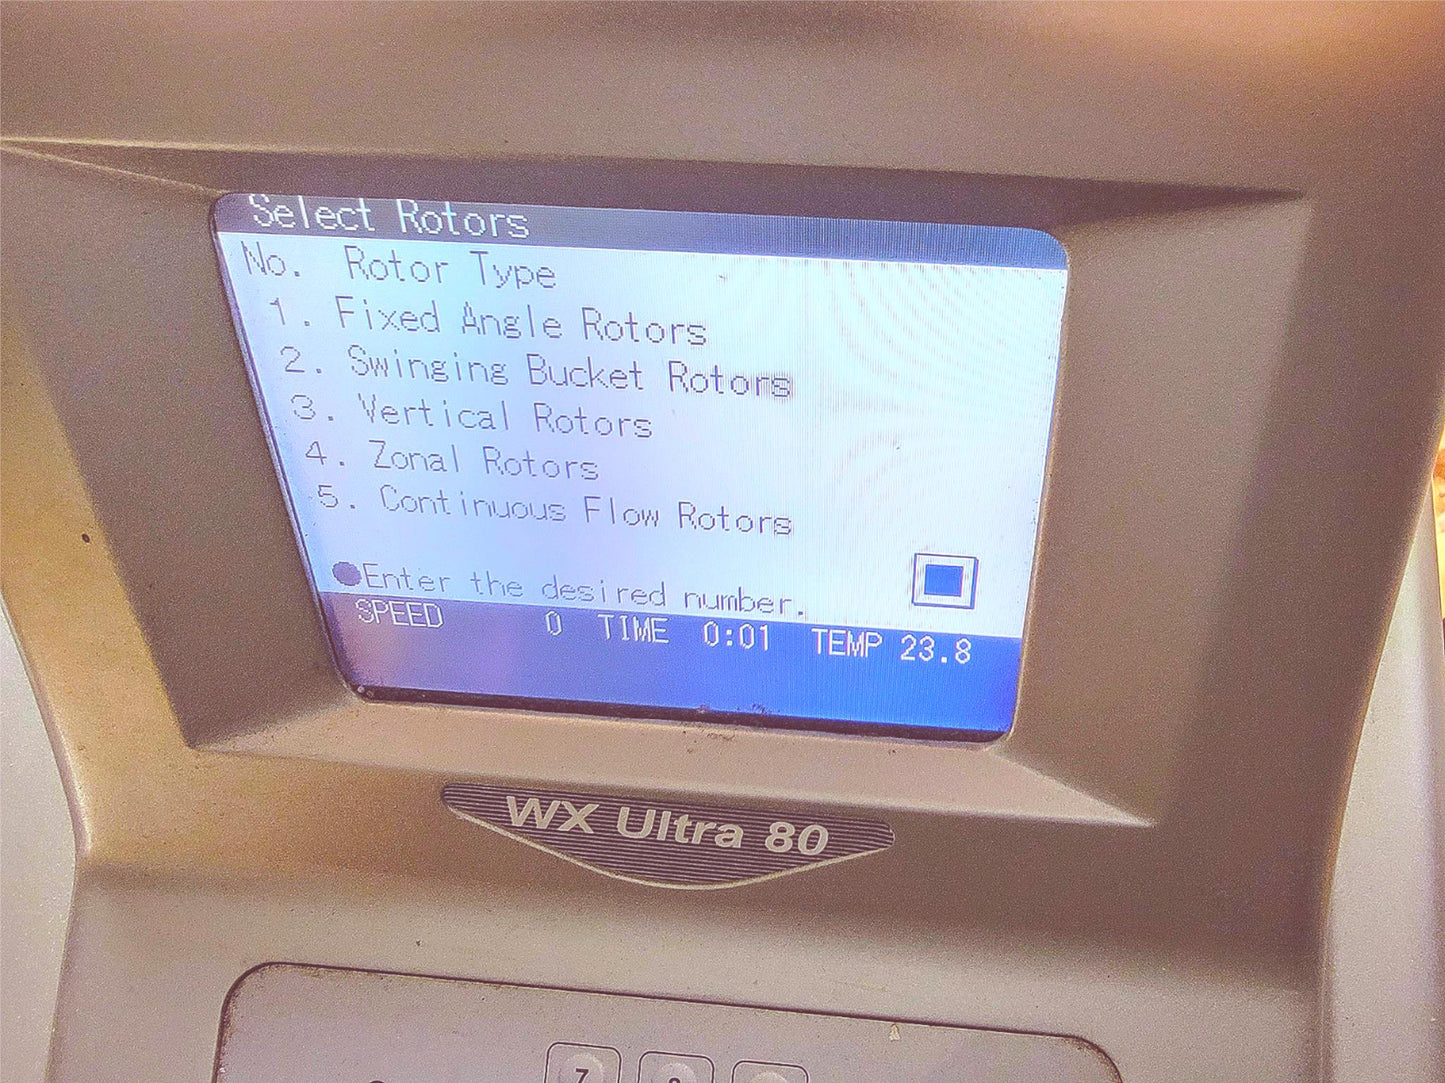 Select Rotors
No. Rotor Type
1. Fixed Angle Rotors
2. Swinging Bucket Rotors
3. Vertical Rotors
4. Zonal Rotors
5. Continuous Flow Rotors
●Enter the desired number.
SPEED 0 TIME 0:01 TEMP 23.8
WX Ultra 80
7